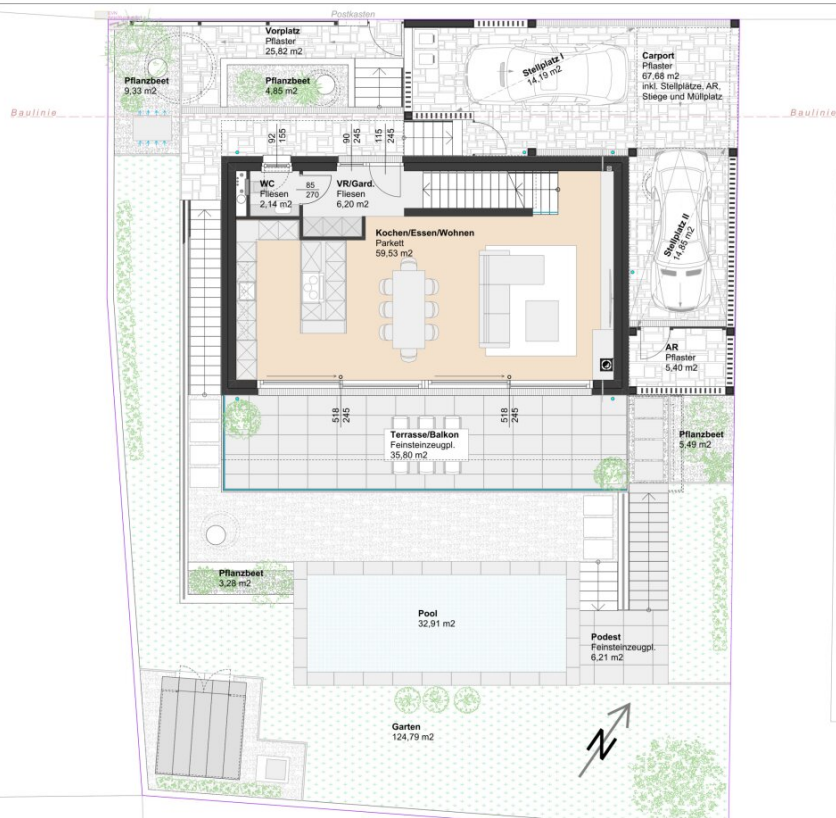 Postkasten
Vorplatz
Pflaster
25,82 m2
Pflanzbeet
9,33 m2
Pflanzbeet
4,85 m2
Stellplatz I
14,19 m2
Carport
Pflaster
67,68 m2
inkl. Stellplätze, AR,
Stiege und Müllplatz
Baulinie
Baulinie
92
155
90
245
115
245
WC
Fliesen
2,14 m2
85
270
VR/Gard.
Fliesen
6,20 m2
Stellplatz II
14,85 m2
Kochen/Essen/Wohnen
Parkett
59,53 m2
AR
Pflaster
5,40 m2
518
245
518
245
Terrasse/Balkon
Feinsteinzeugpl.
35,80 m2
Pflanzbeet
5,49 m2
Pflanzbeet
3,28 m2
Pool
32,91 m2
Podest
Feinsteinzeugpl.
6,21 m2
Garten
124,79 m2
N